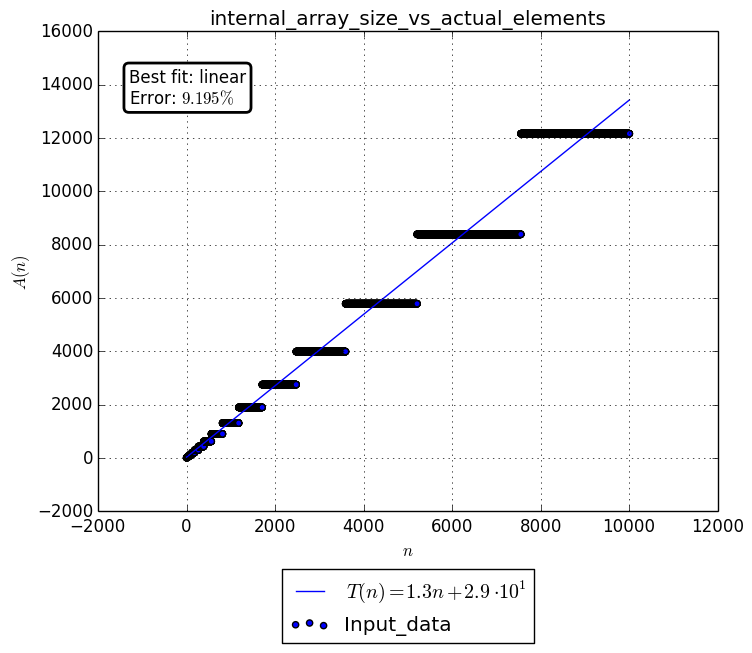 internal_array_size_vs_actual_elements
16000
14000
12000
10000
8000
6000
4000
2000
0
−2000
Best fit: linear
Error: 9.195%
A(n)
−2000 0 2000 4000 6000 8000 10000 12000
n
T(n)=1.3n+2.9·10¹
Input_data